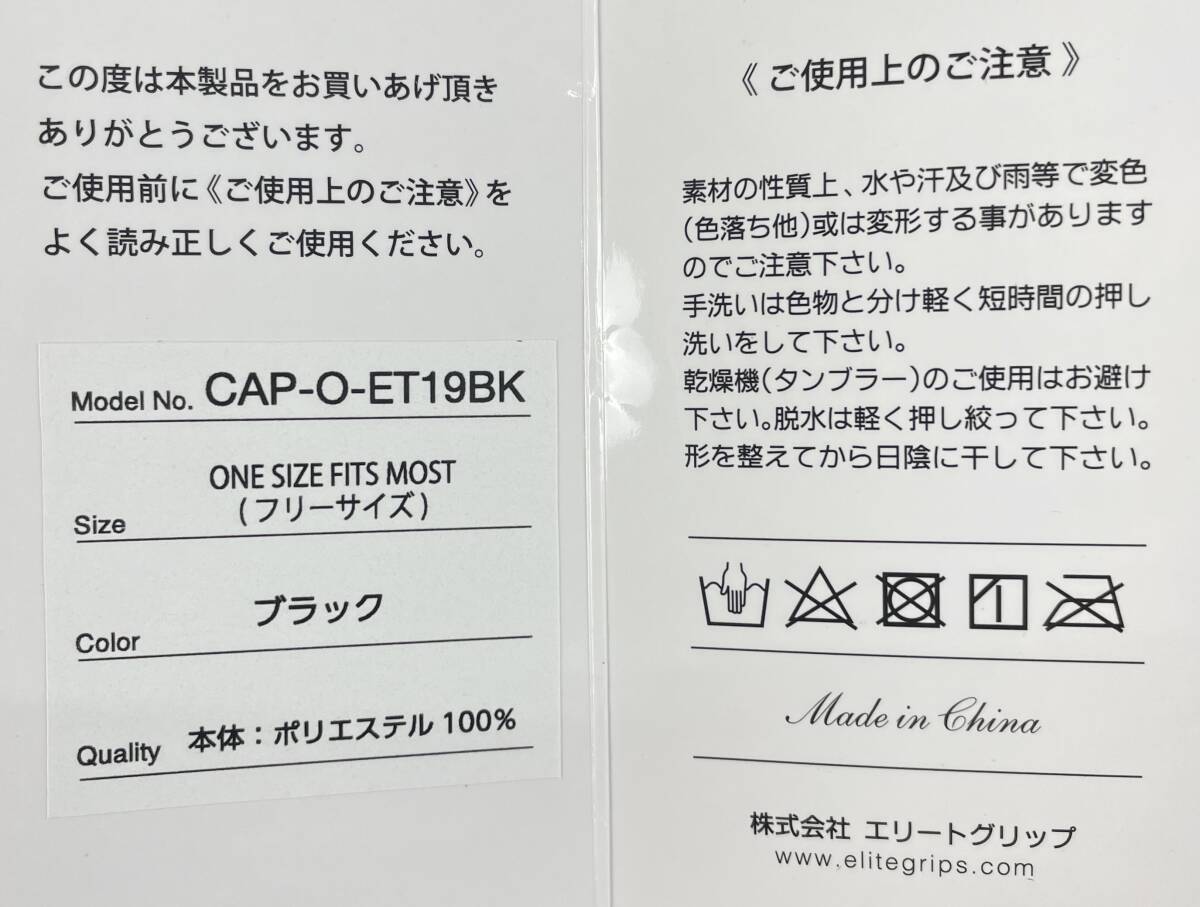 この度は本製品をお買いあげ頂き
ありがとうございます。
ご使用前に《ご使用上のご注意》を
よく読み正しくご使用ください。
Model No. CAP-O-ET19BK
ONE SIZE FITS MOST
Size (フリーサイズ)
Color ブラック
Quality 本体：ポリエステル100%
《ご使用上のご注意》
素材の性質上、水や汗及び雨等で変色
(色落ち他)或は変形する事があります
のでご注意下さい。
手洗いは色物と分け軽く短時間の押し
洗いをして下さい。
乾燥機(タンブラー)のご使用はお避け
下さい。脱水は軽く押し絞って下さい。
形を整えてから日陰に干して下さい。
Made in China
株式会社 エリートグリップ
www.elitegrips.com